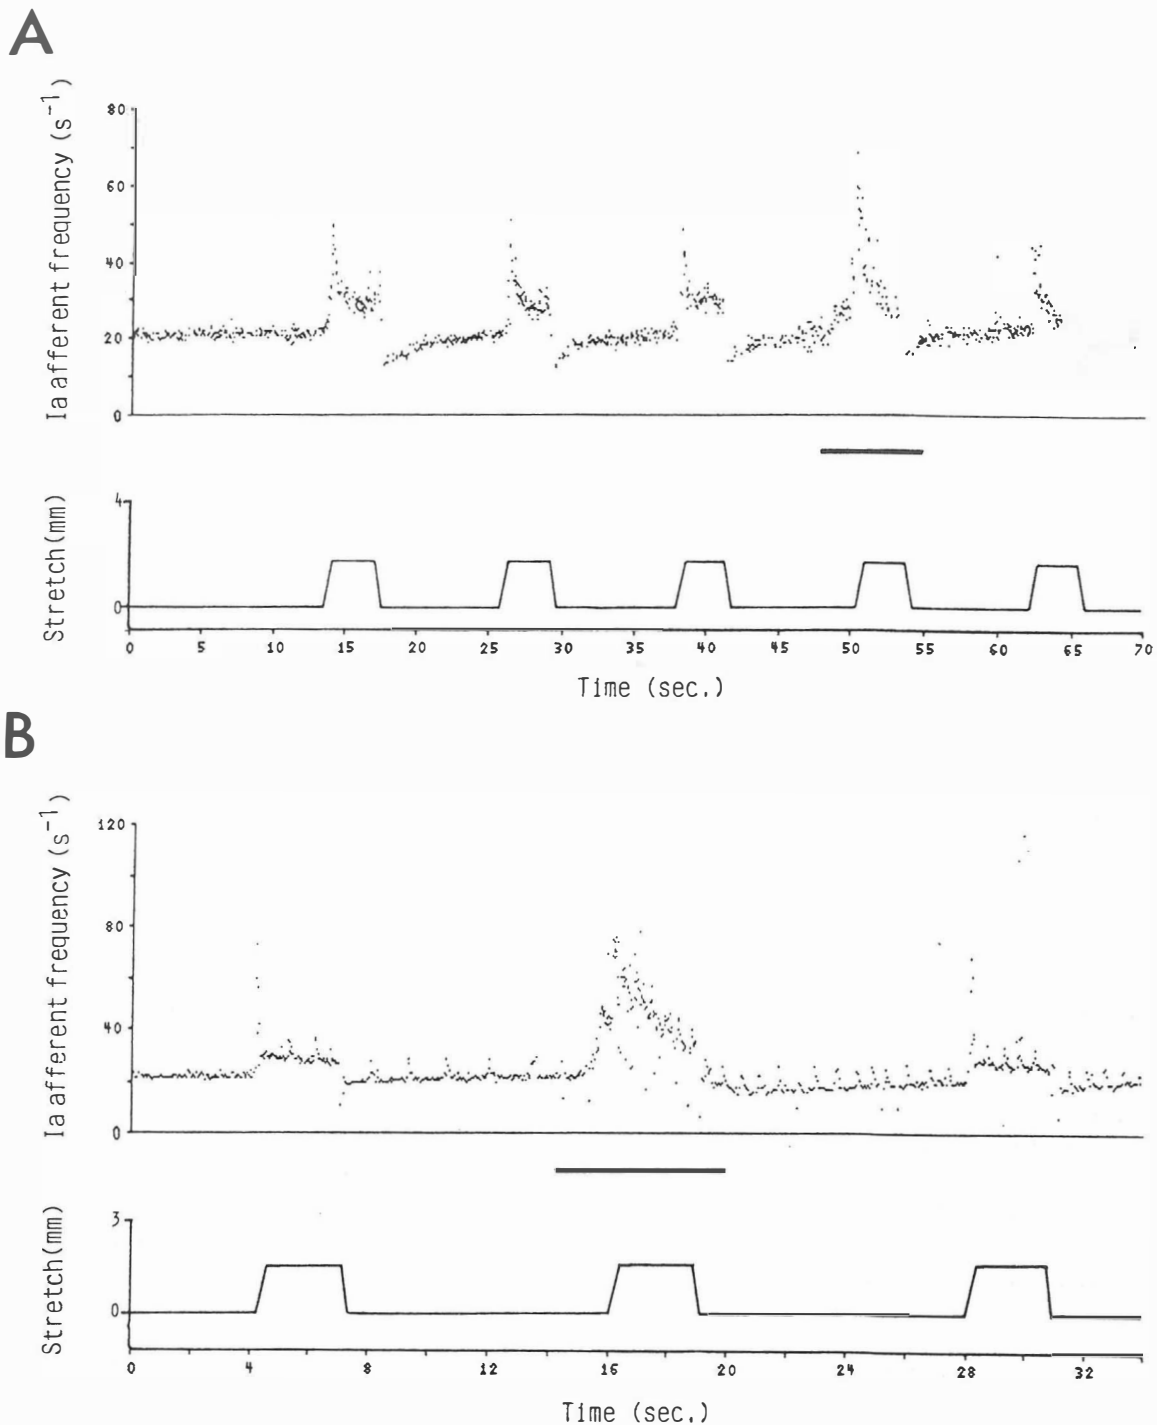 A
Ia afferent frequency (s⁻¹)
80
60
40
20
0
Stretch(mm)
4
0
0 5 10 15 20 25 30 35 40 45 50 55 60 65 70
Time (sec.)
B
Ia afferent frequency (s⁻¹)
120
80
40
0
Stretch(mm)
3
0
0 4 8 12 16 20 24 28 32
Time (sec.)